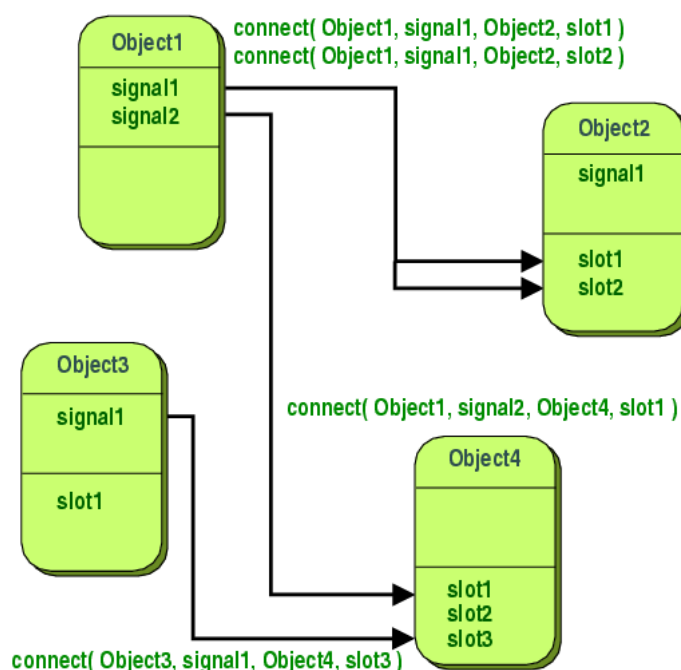 Object1
signal1
signal2
connect( Object1, signal1, Object2, slot1 )
connect( Object1, signal1, Object2, slot2 )
Object2
signal1
slot1
slot2
Object3
signal1
slot1
connect( Object1, signal2, Object4, slot1 )
Object4
slot1
slot2
slot3
connect( Object3, signal1, Object4, slot3 )